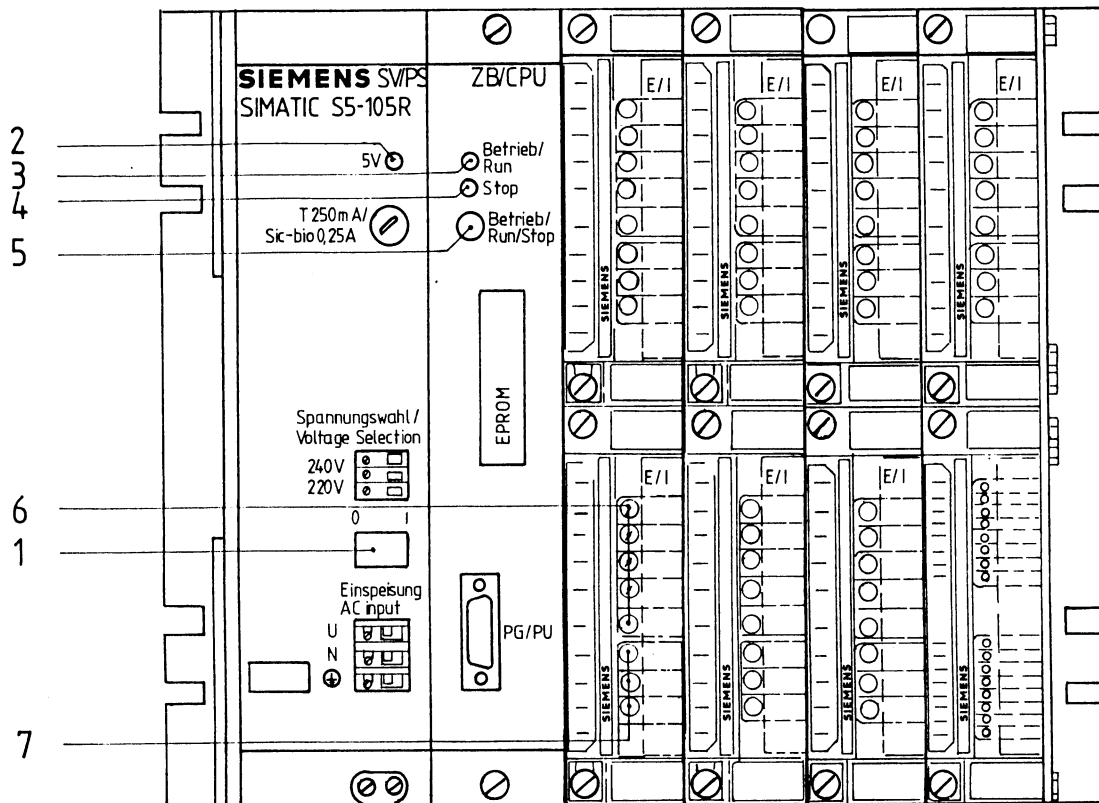 SIEMENS SV/PS
SIMATIC S5-105R
ZB/CPU
2
3
4
5
6
1
7
5V
Betrieb/
Run
Stop
T 250mA/
Sic-bio 0,25A
Betrieb/
Run/Stop
EPROM
Spannungswahl/
Voltage Selection
240V
220V
0 I
Einspeisung
AC input
U
N
PG/PU
E/I
E/I
E/I
E/I
SIEMENS
SIEMENS
SIEMENS
SIEMENS
E/I
E/I
E/I
SIEMENS
SIEMENS
SIEMENS
SIEMENS